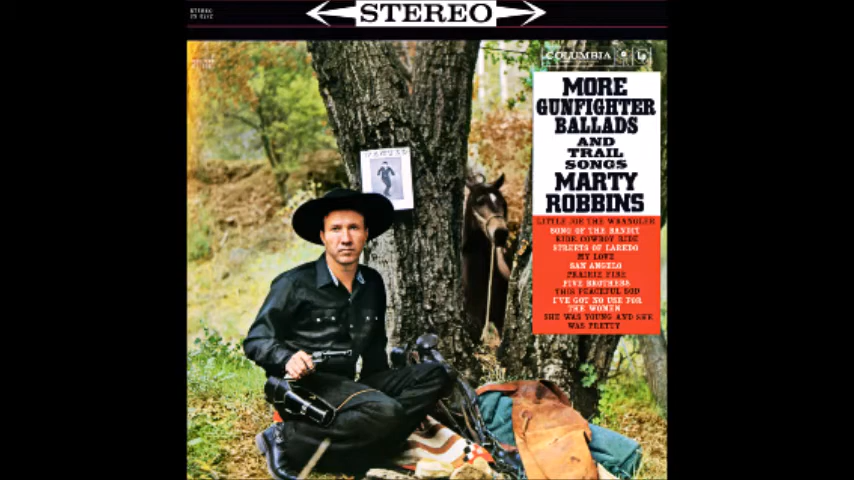 STEREO
COLUMBIA
MORE
GUNFIGHTER
BALLADS
AND
TRAIL
SONGS
MARTY
ROBBINS
LITTLE JOE THE WRANGLER
SONG OF THE BANDIT
RIDE COWBOY RIDE
STREETS OF LAREDO
MY LOVE
SAN ANGELO
PRAIRIE FIRE
FIVE BROTHERS
THIS PEACEFUL SOD
I'VE GOT NO USE FOR
THE WOMEN
SHE WAS YOUNG AND SHE
WAS PRETTY